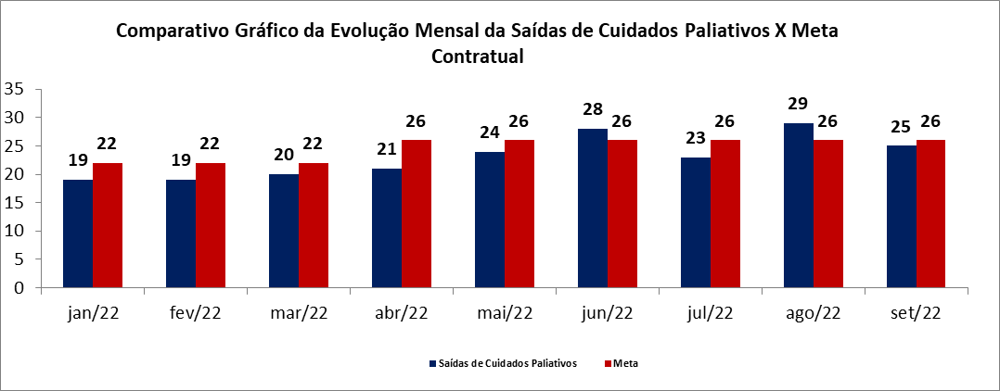 Comparativo Gráfico da Evolução Mensal da Saídas de Cuidados Paliativos X Meta
Contratual
35
30
25
20
15
10
5
0
19 22 19 22 20 22 21 26 24 26 28 26 23 26 29 26 25 26
jan/22 fev/22 mar/22 abr/22 mai/22 jun/22 jul/22 ago/22 set/22
Saídas de Cuidados Paliativos Meta